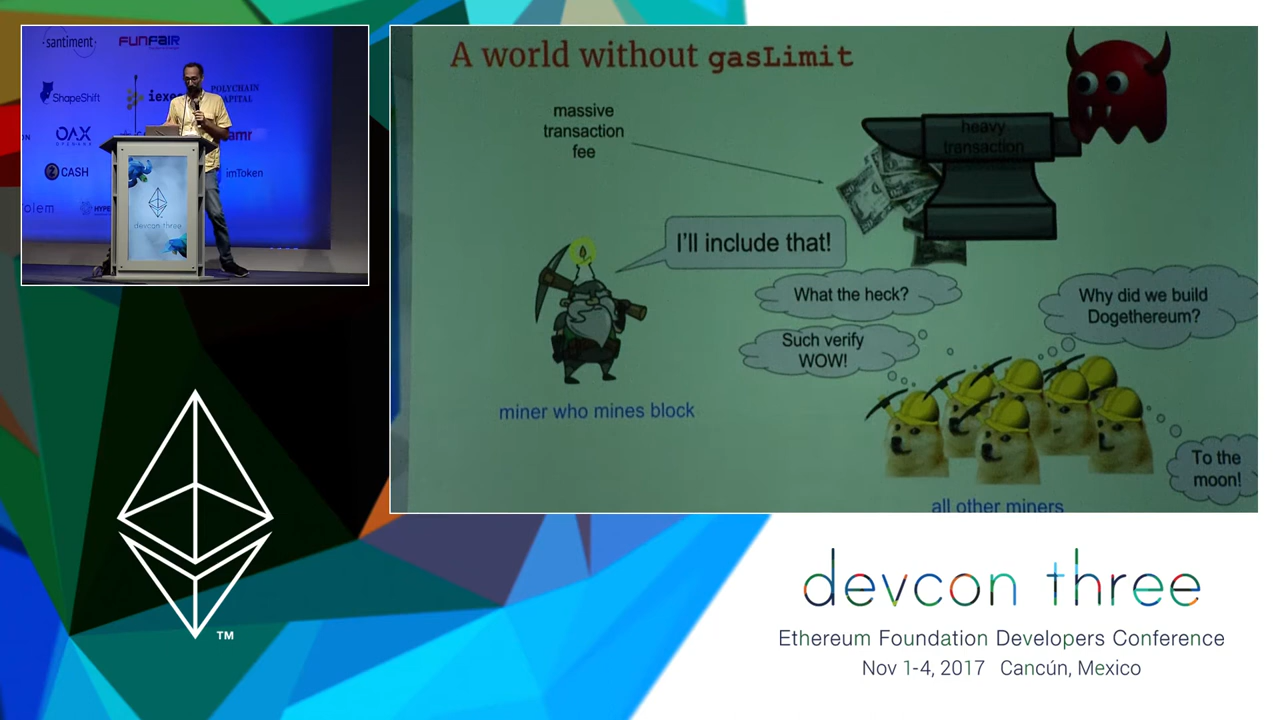 santiment
FUNFAIR
ShapeShift
iexec
POLYCHAIN
CAPITAL
OAX
CASH
imToken
devcon three
A world without gasLimit
massive
transaction
fee
heavy
transaction
I'll include that!
What the heck?
Why did we build
Dogethereum?
Such verify
WOW!
miner who mines block
To the
moon!
all other miners
TM
devcon three
Ethereum Foundation Developers Conference
Nov 1-4, 2017 Cancún, Mexico